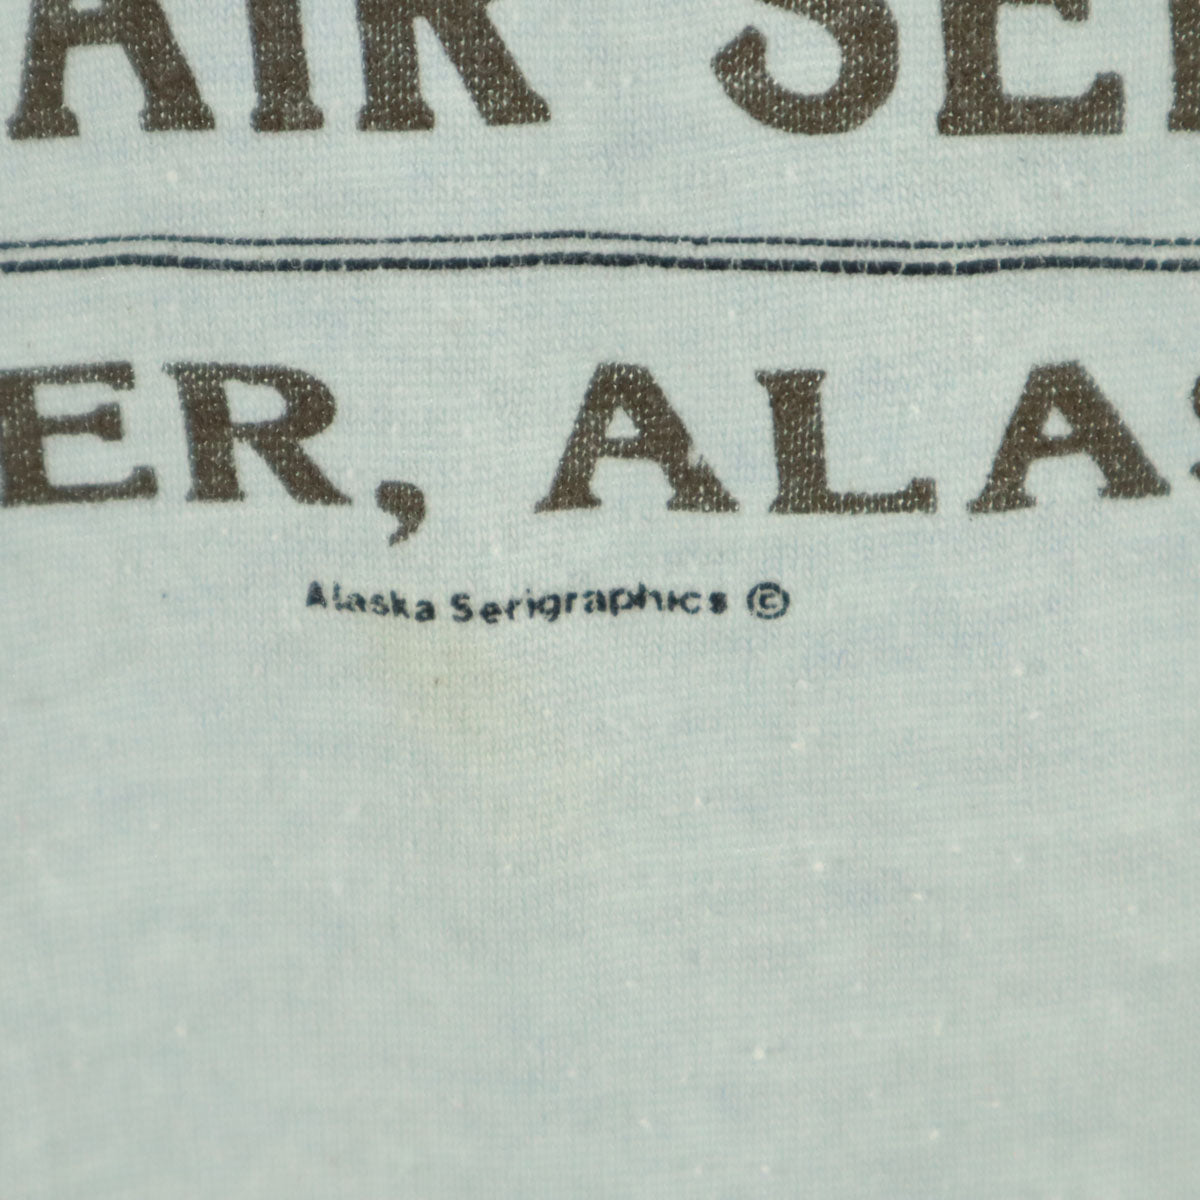 AIR SE
ER, ALAS
Alaska Serigraphics ©